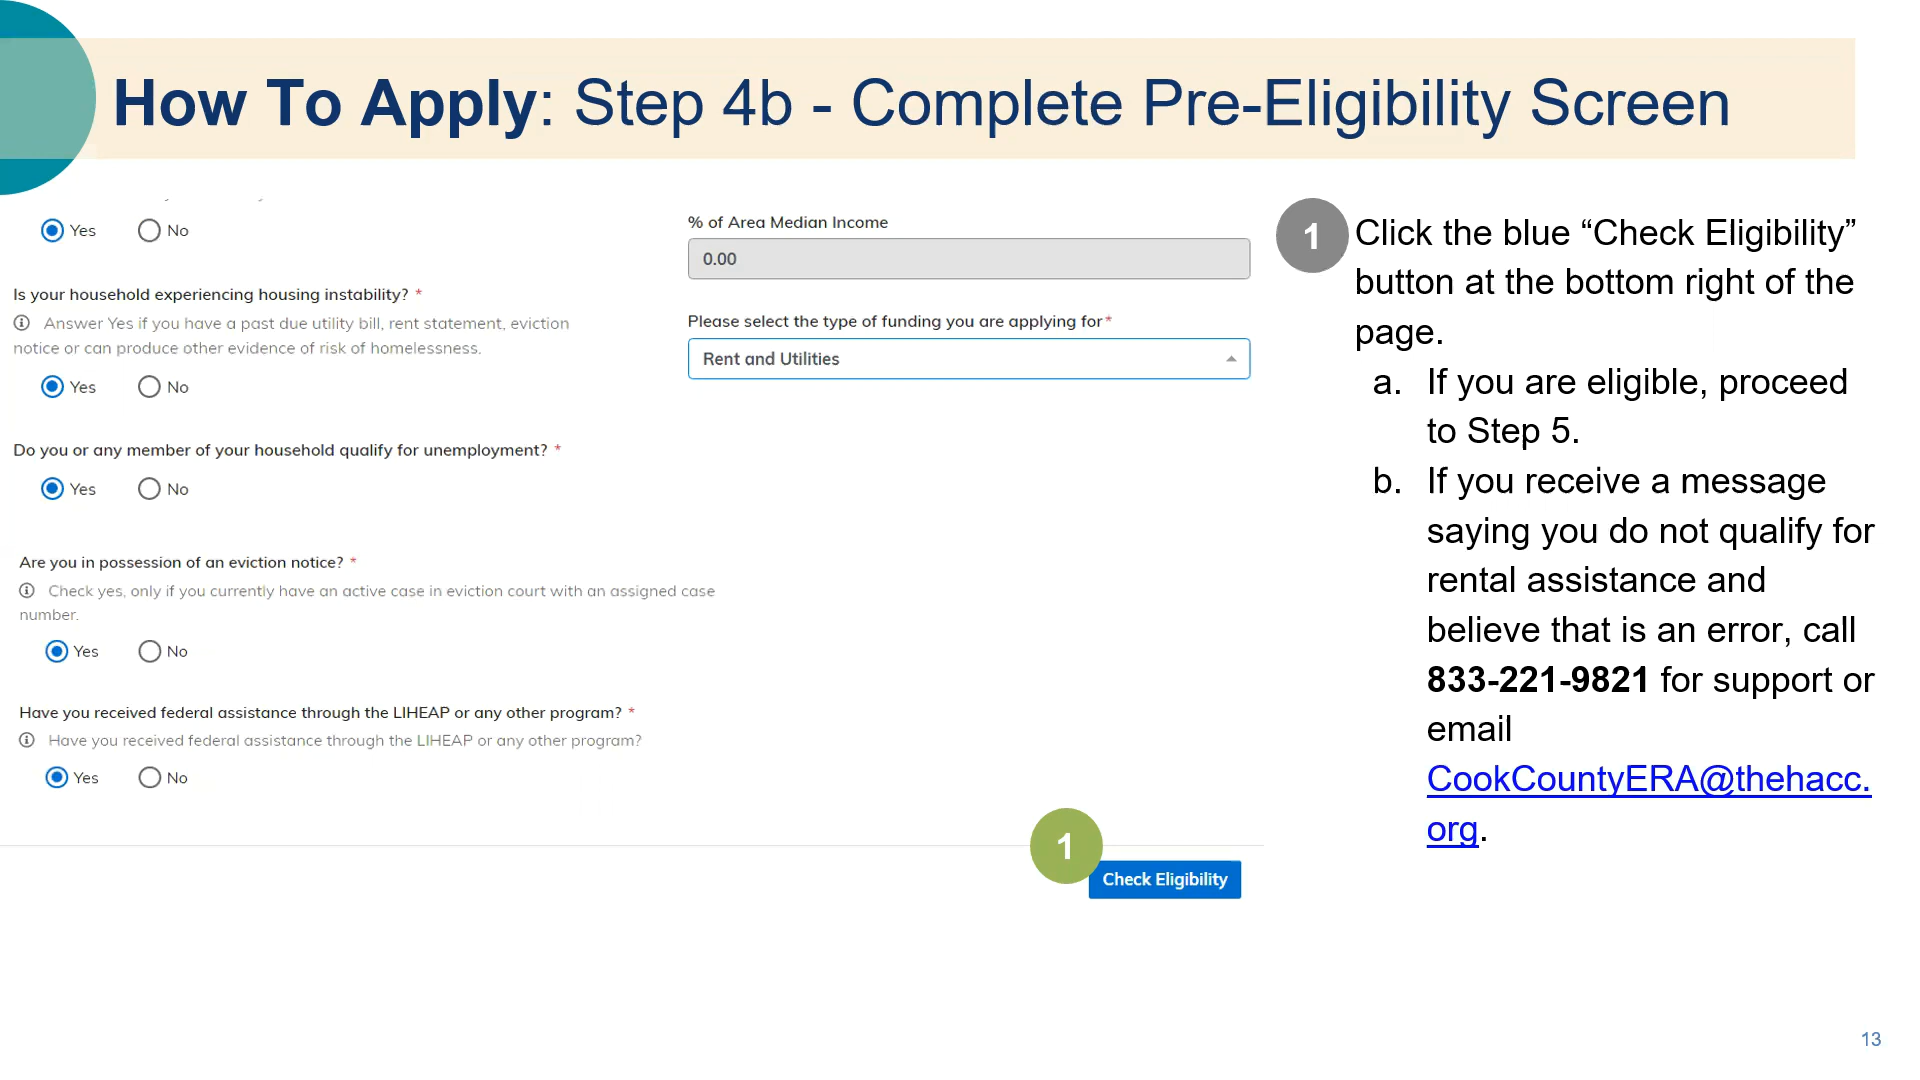 How To Apply: Step 4b - Complete Pre-Eligibility Screen
Yes No
Is your household experiencing housing instability? *
Answer Yes if you have a past due utility bill, rent statement, eviction
notice or can produce other evidence of risk of homelessness.
Yes No
Do you or any member of your household qualify for unemployment? *
Yes No
Are you in possession of an eviction notice? *
Check yes, only if you currently have an active case in eviction court with an assigned case
number.
Yes No
Have you received federal assistance through the LIHEAP or any other program? *
Have you received federal assistance through the LIHEAP or any other program?
Yes No
% of Area Median Income
0.00
Please select the type of funding you are applying for*
Rent and Utilities
1
Check Eligibility
1 Click the blue “Check Eligibility”
button at the bottom right of the
page.
a. If you are eligible, proceed
to Step 5.
b. If you receive a message
saying you do not qualify for
rental assistance and
believe that is an error, call
833-221-9821 for support or
email
CookCountyERA@thehacc.
org.
13